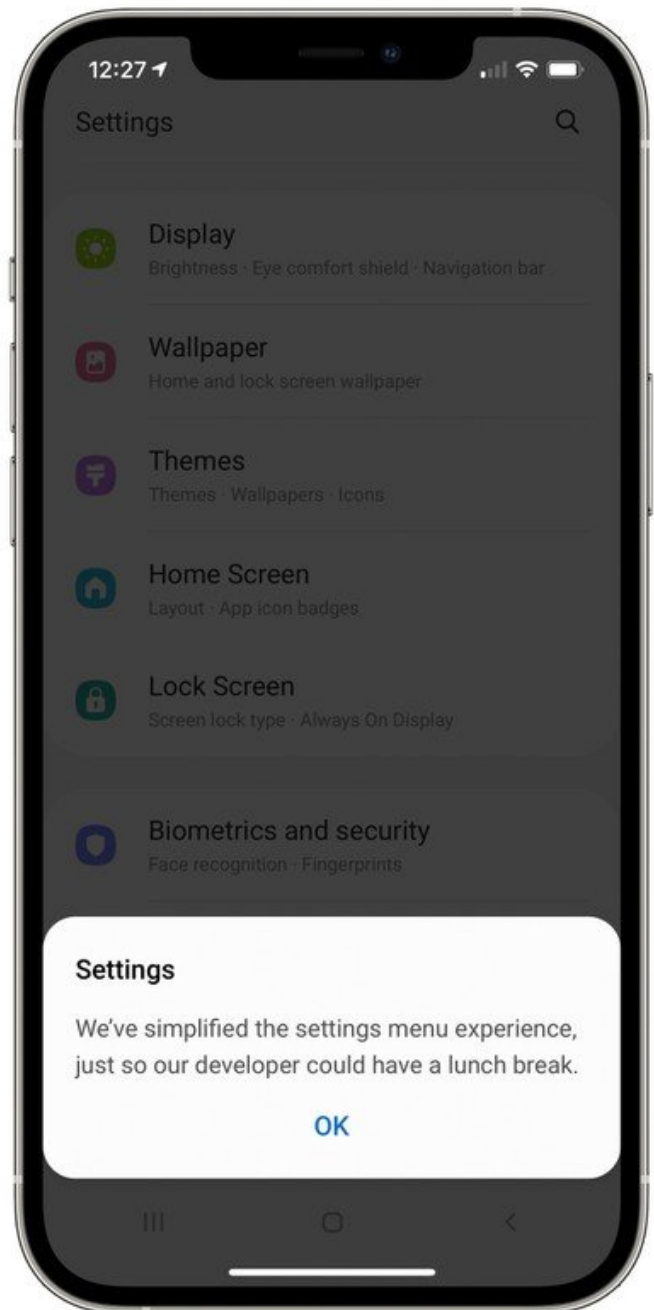 12:27
Settings
Display
Brightness · Eye comfort shield · Navigation bar
Wallpaper
Home and lock screen wallpaper
Themes
Themes · Wallpapers · Icons
Home Screen
Layout · App icon badges
Lock Screen
Screen lock type · Always On Display
Biometrics and security
Face recognition · Fingerprints
Settings
We've simplified the settings menu experience,
just so our developer could have a lunch break.
OK